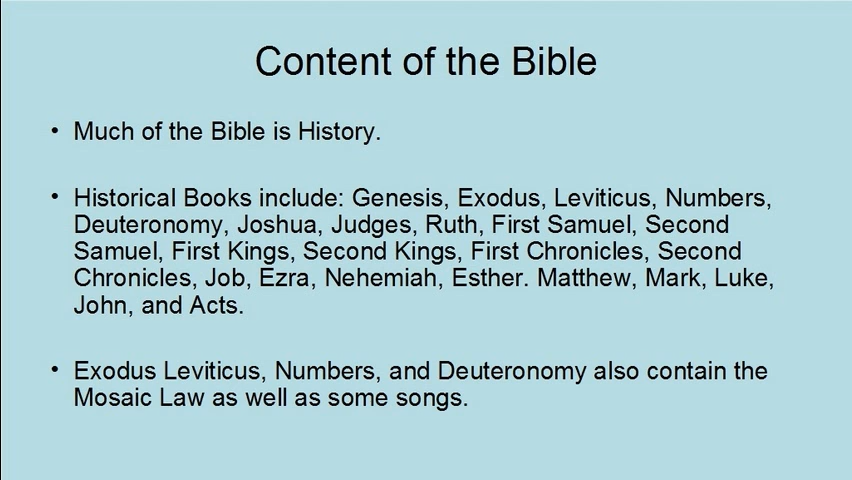 Content of the Bible
• Much of the Bible is History.
• Historical Books include: Genesis, Exodus, Leviticus, Numbers,
Deuteronomy, Joshua, Judges, Ruth, First Samuel, Second
Samuel, First Kings, Second Kings, First Chronicles, Second
Chronicles, Job, Ezra, Nehemiah, Esther. Matthew, Mark, Luke,
John, and Acts.
• Exodus Leviticus, Numbers, and Deuteronomy also contain the
Mosaic Law as well as some songs.